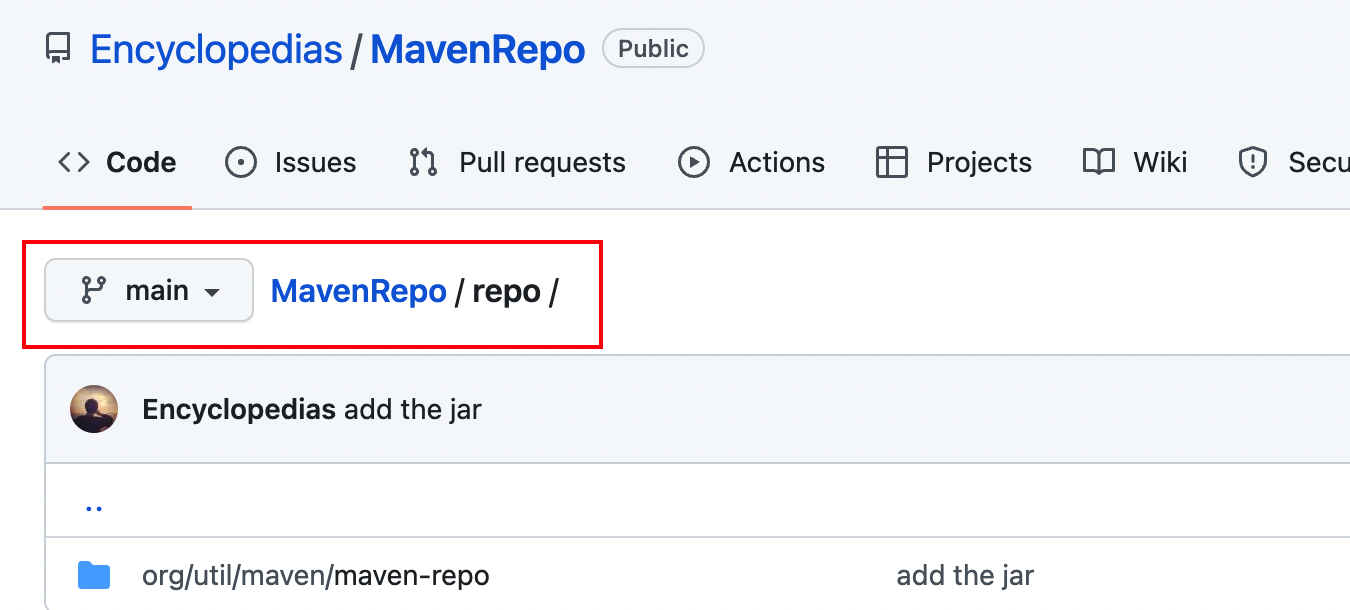 Encyclopedias / MavenRepo Public
Code Issues Pull requests Actions Projects Wiki Secu
main MavenRepo / repo /
Encyclopedias add the jar
..
org/util/maven/maven-repo add the jar